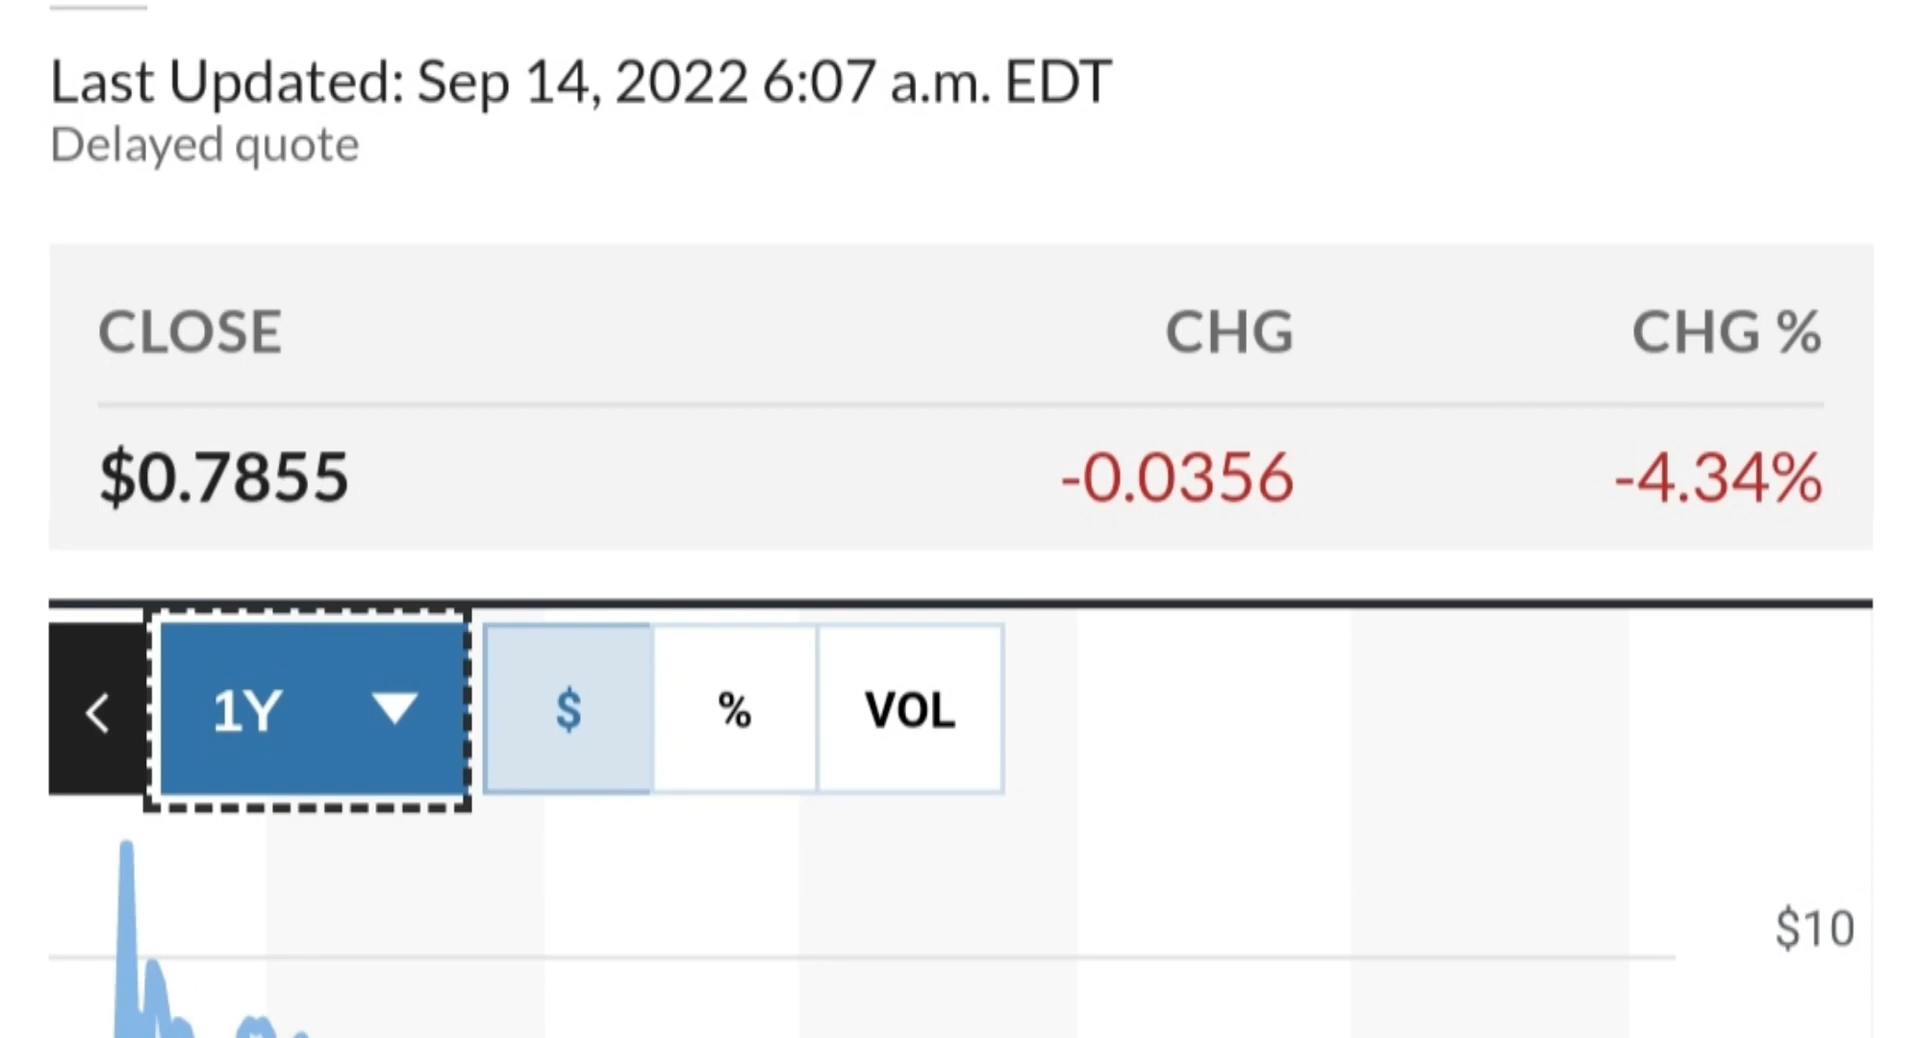 Last Updated: Sep 14, 2022 6:07 a.m. EDT
Delayed quote
CLOSE CHG CHG %
$0.7855 -0.0356 -4.34%
1Y $ % VOL
$10